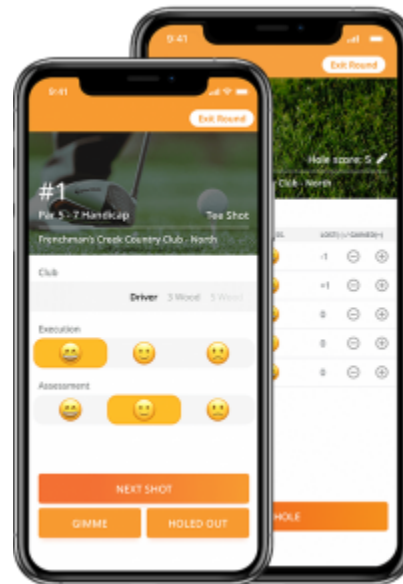 9:41
Exit Round
#1
Par 5 - 7 Handicap
Tee Shot
Frenchman's Creek Country Club - North
Club
Driver 3 Wood 5 Wood
Execution
Assessment
NEXT SHOT
GIMME
HOLED OUT
9:41
Exit Round
Hole score: 5
Club - North
LOST(-)/GAINED(+)
-1
+1
0
0
0
HOLE